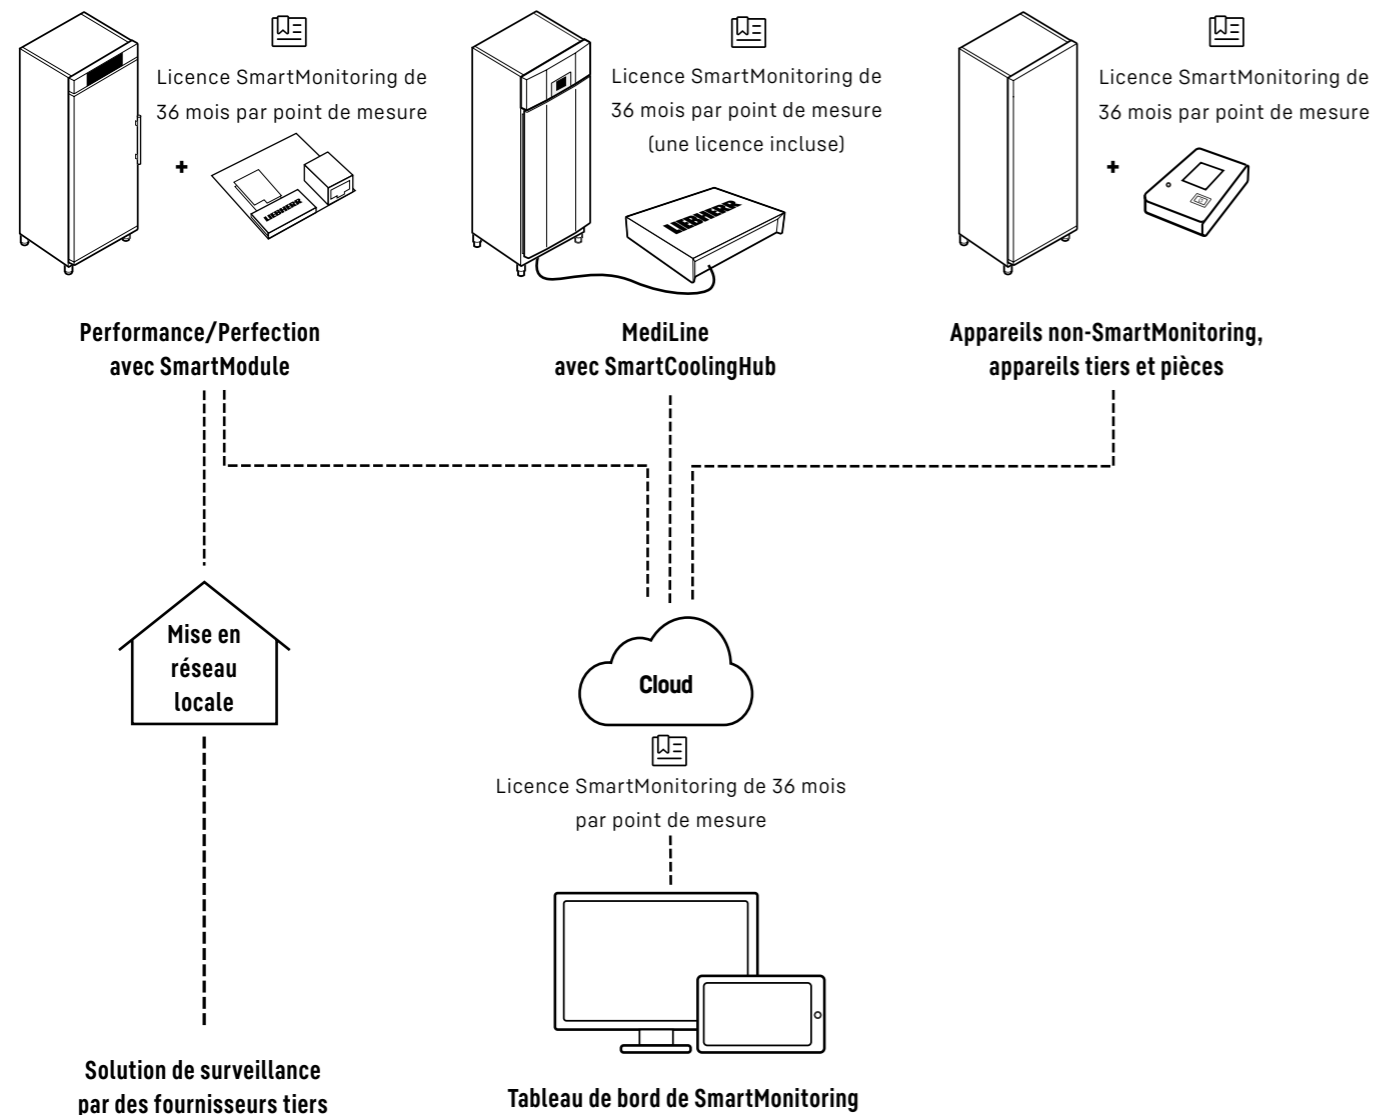 Licence SmartMonitoring de
36 mois par point de mesure
+
LIEBHERR
Performance/Perfection
avec SmartModule
Licence SmartMonitoring de
36 mois par point de mesure
(une licence incluse)
LIEBHERR
MediLine
avec SmartCoolingHub
Licence SmartMonitoring de
36 mois par point de mesure
+
Appareils non-SmartMonitoring,
appareils tiers et pièces
Mise en
réseau
locale
Cloud
Licence SmartMonitoring de 36 mois
par point de mesure
Solution de surveillance
par des fournisseurs tiers
Tableau de bord de SmartMonitoring